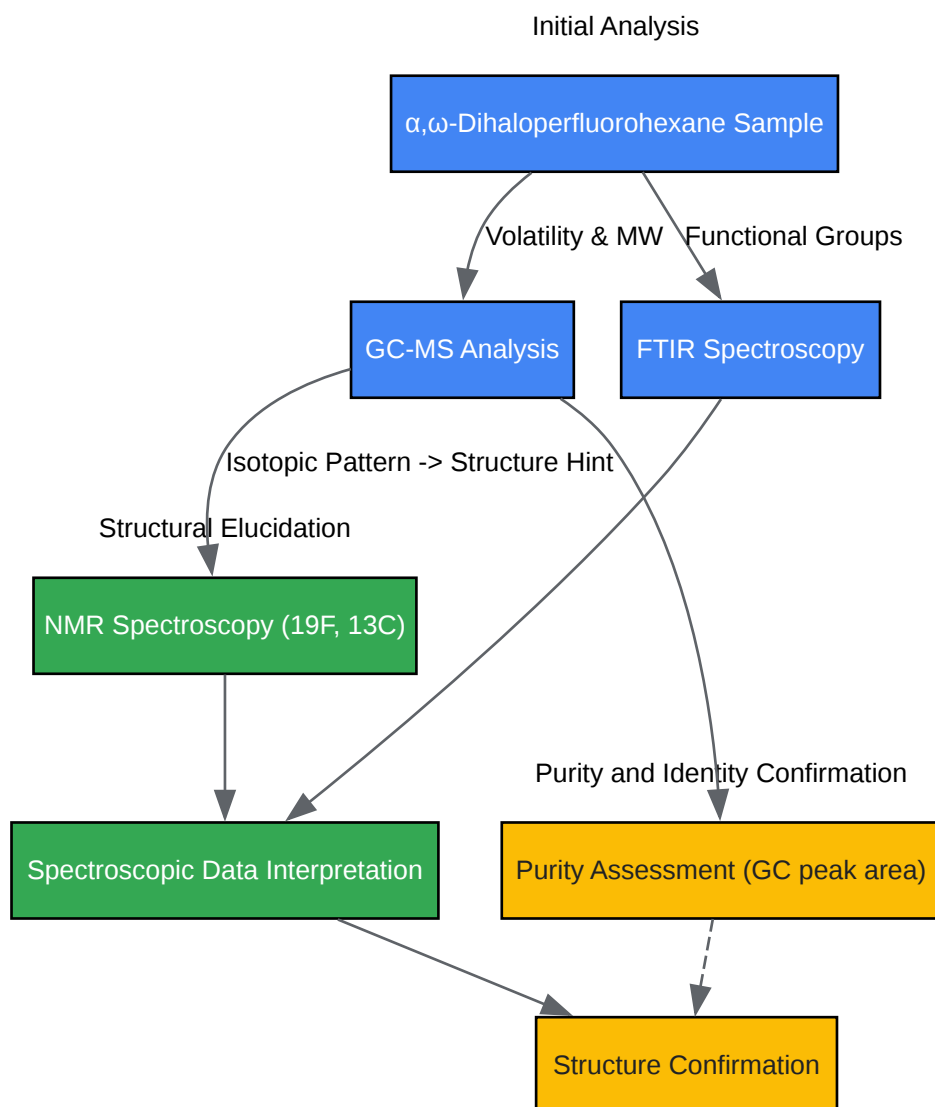 Initial Analysis
α,ω-Dihaloperfluorohexane Sample
Volatility & MW
Functional Groups
GC-MS Analysis
FTIR Spectroscopy
Isotopic Pattern -> Structure Hint
Structural Elucidation
NMR Spectroscopy (19F, 13C)
Purity and Identity Confirmation
Spectroscopic Data Interpretation
Purity Assessment (GC peak area)
Structure Confirmation